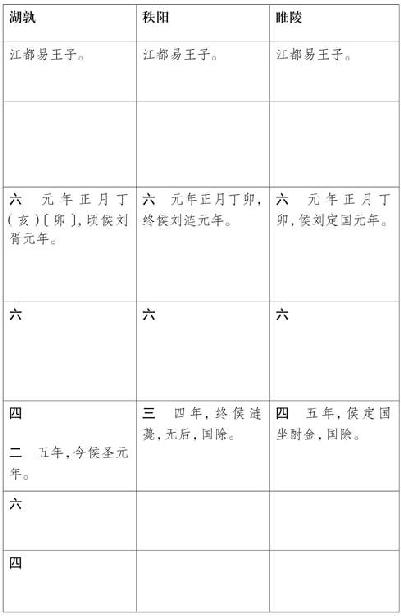 湖孰
秩阳
睢陵
江都易王子。
江都易王子。
江都易王子。
六 元年正月丁
(亥)〔卯〕,顷侯刘
胥元年。
六 元年正月丁卯,
终侯刘涟元年。
六 元年正月丁
卯,侯刘定国元年。
六
六
六
四
二 五年,今侯圣元
年。
三 四年,终侯涟
薨,无后,国除。
四 五年,侯定国
坐酎金,国除。
六
四